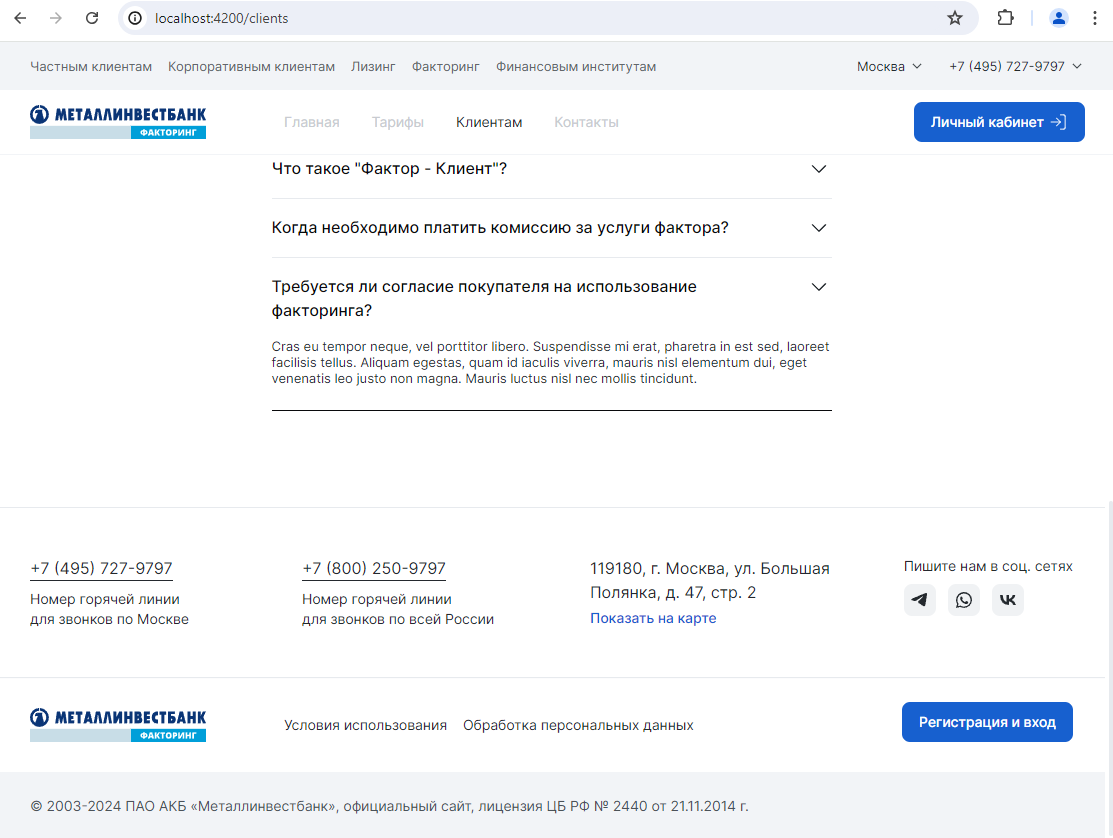 localhost:4200/clients
Частным клиентам Корпоративным клиентам Лизинг Факторинг Финансовым институтам Москва +7 (495) 727-9797
МЕТАЛЛИНВЕСТБАНК
ФАКТОРИНГ
Главная Тарифы Клиентам Контакты Личный кабинет
Что такое "Фактор - Клиент"?
Когда необходимо платить комиссию за услуги фактора?
Требуется ли согласие покупателя на использование
факторинга?
Cras eu tempor neque, vel porttitor libero. Suspendisse mi erat, pharetra in est sed, laoreet
facilisis tellus. Aliquam egestas, quam id iaculis viverra, mauris nisl elementum dui, eget
venenatis leo justo non magna. Mauris luctus nisl nec mollis tincidunt.
+7 (495) 727-9797
Номер горячей линии
для звонков по Москве
+7 (800) 250-9797
Номер горячей линии
для звонков по всей России
119180, г. Москва, ул. Большая
Полянка, д. 47, стр. 2
Показать на карте
Пишите нам в соц. сетях
МЕТАЛЛИНВЕСТБАНК
ФАКТОРИНГ
Условия использования Обработка персональных данных
Регистрация и вход
© 2003-2024 ПАО АКБ «Металлинвестбанк», официальный сайт, лицензия ЦБ РФ № 2440 от 21.11.2014 г.